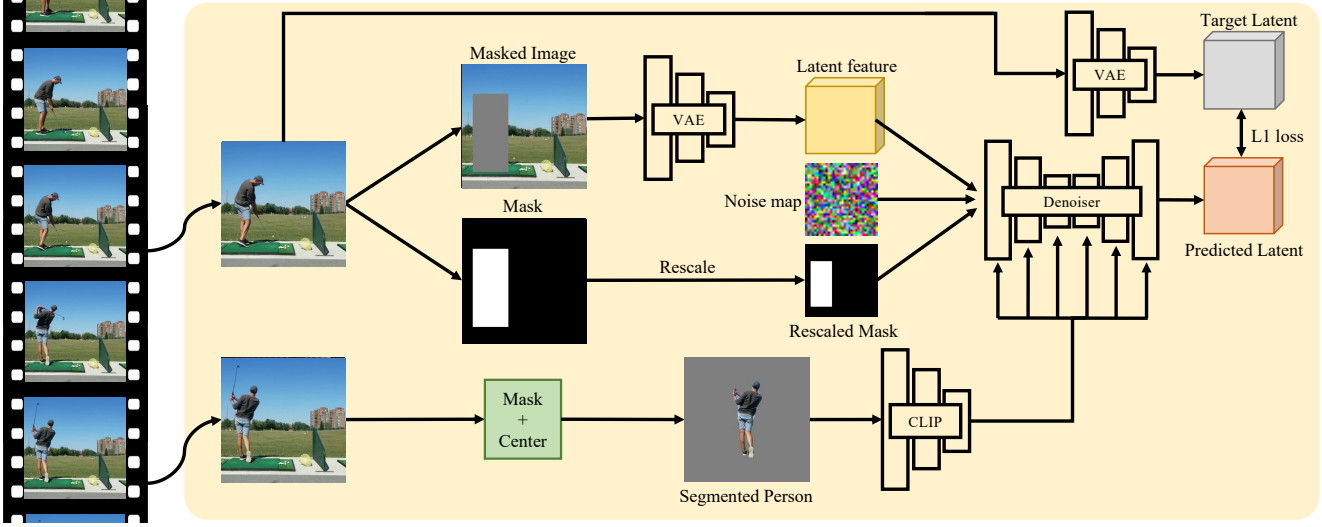 Target Latent
Masked Image
Latent feature
VAE
VAE
L1 loss
Noise map
Mask
Denoiser
Predicted Latent
Rescale
Rescaled Mask
Mask
+
Center
CLIP
Segmented Person